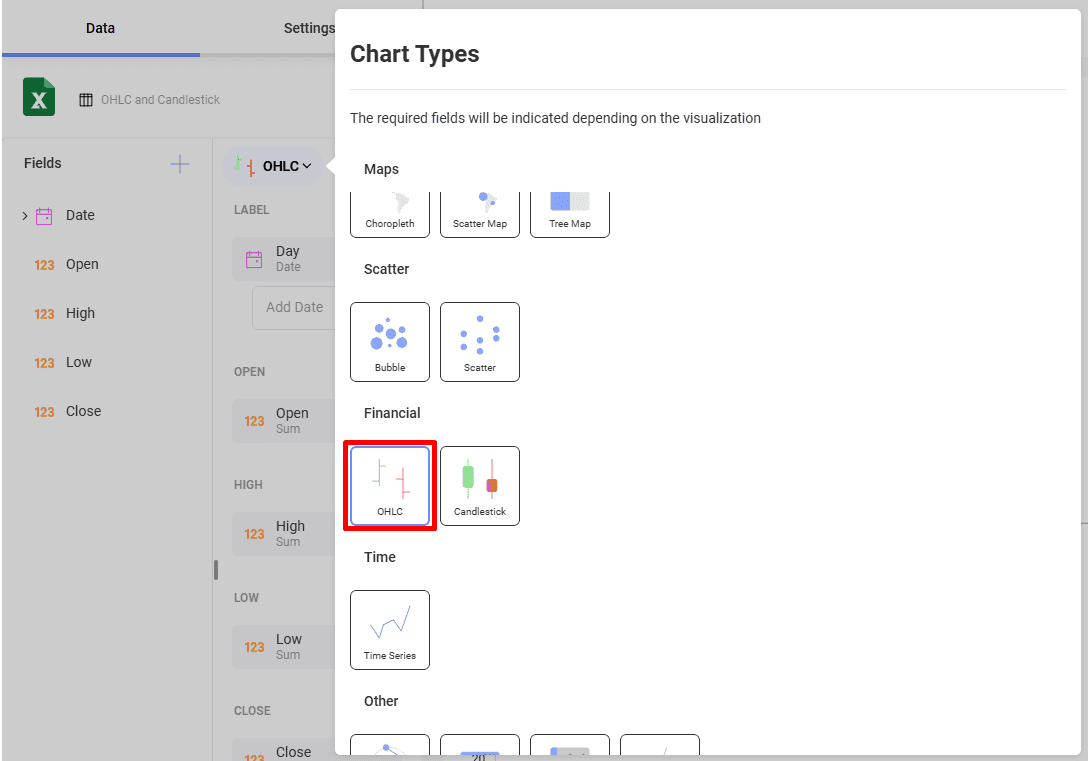 Data
Settings
OHLC and Candlestick
Fields
Date
123 Open
123 High
123 Low
123 Close
OHLC
LABEL
Day
Date
Add Date
OPEN
123 Open
Sum
HIGH
123 High
Sum
LOW
123 Low
Sum
CLOSE
123 Close
Chart Types
The required fields will be indicated depending on the visualization
Maps
Choropleth
Scatter Map
Tree Map
Scatter
Bubble
Scatter
Financial
OHLC
Candlestick
Time
Time Series
Other
20